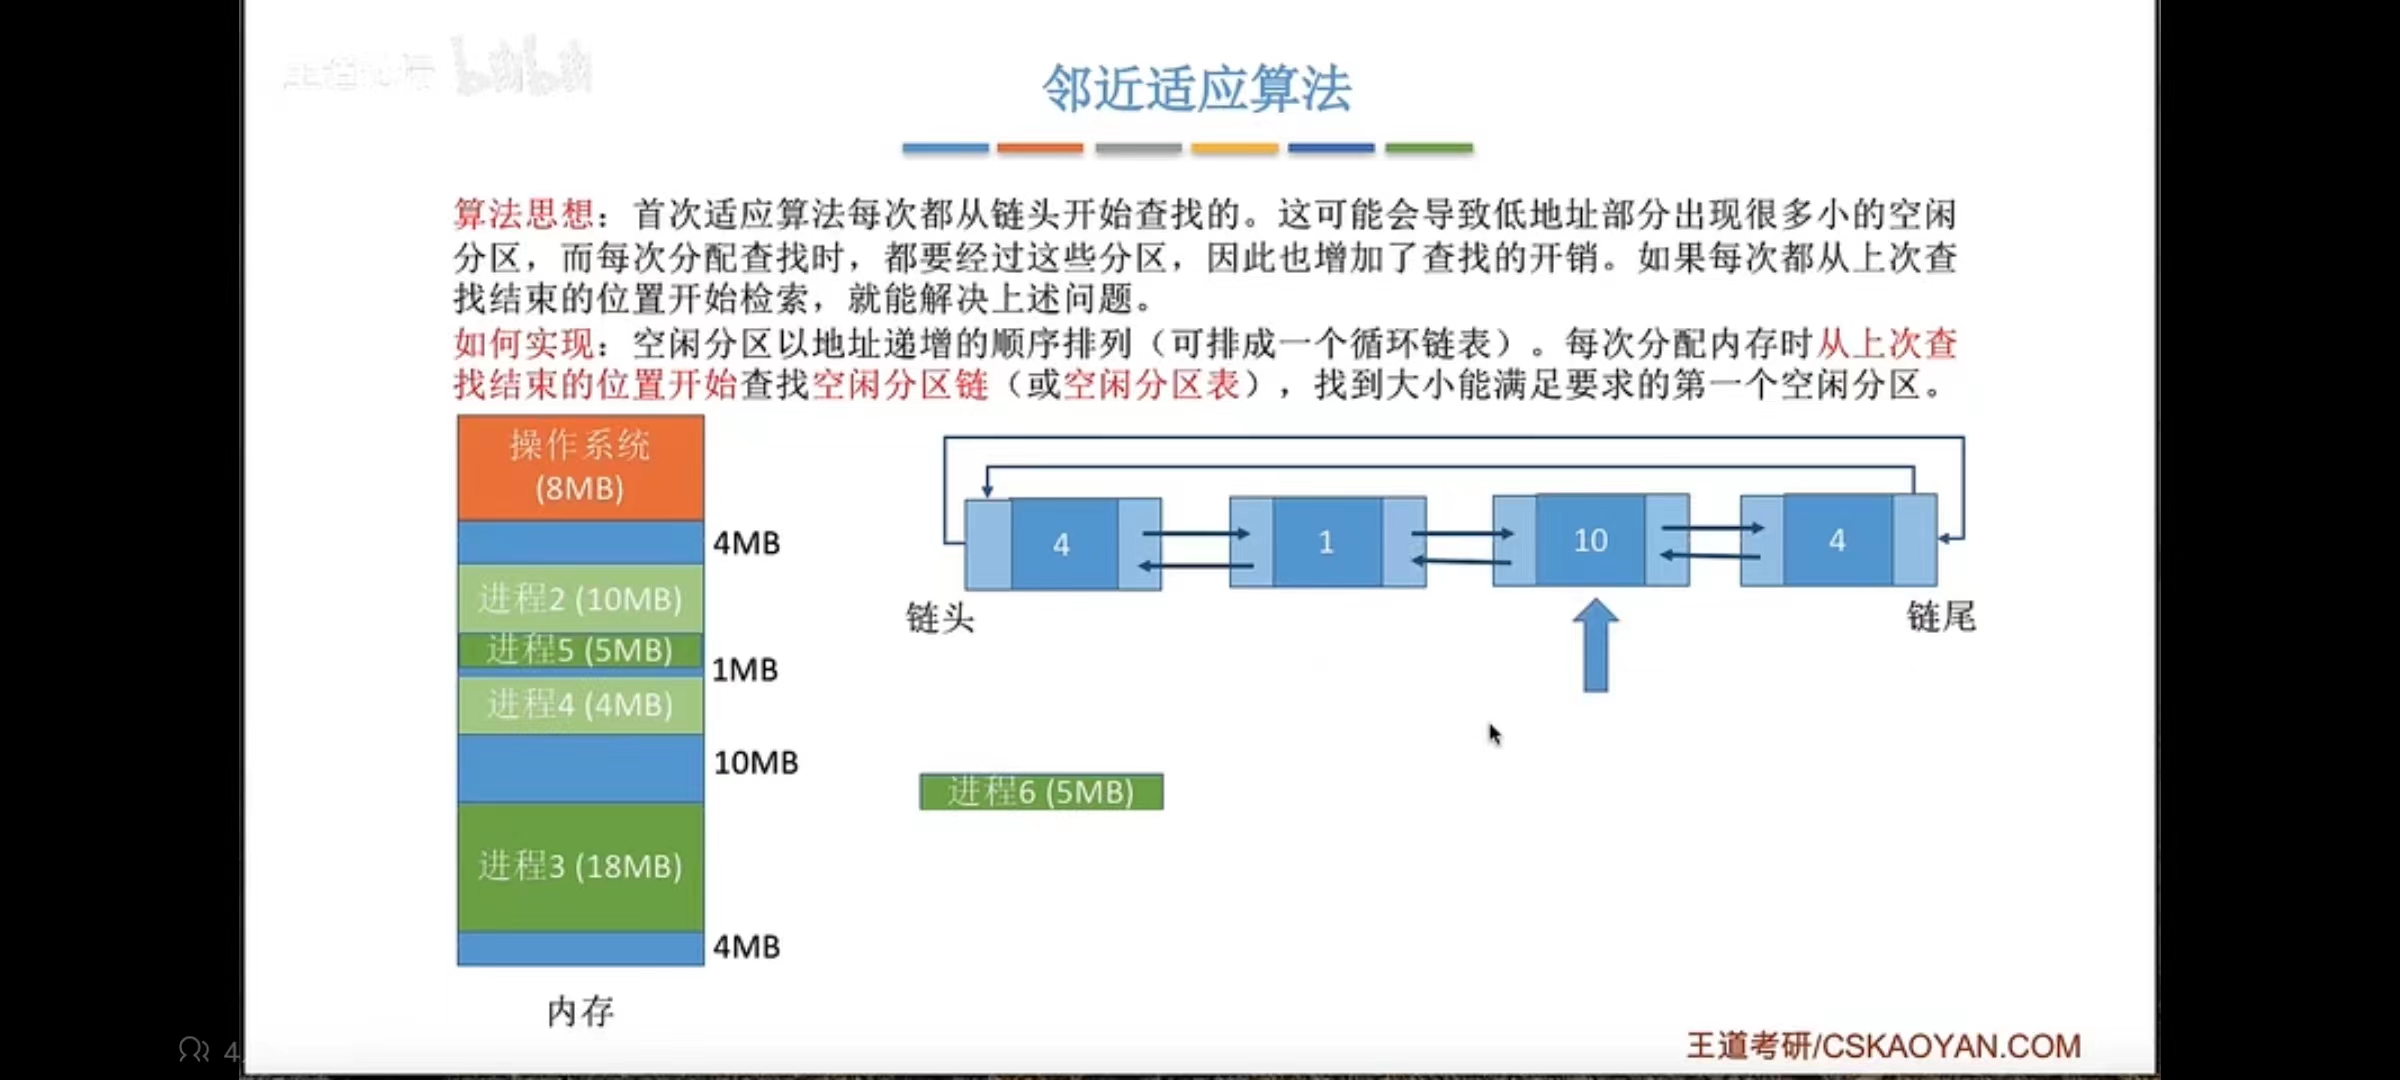 邻近适应算法
算法思想：首次适应算法每次都从链头开始查找的。这可能会导致低地址部分出现很多小的空闲
分区，而每次分配查找时，都要经过这些分区，因此也增加了查找的开销。如果每次都从上次查
找结束的位置开始检索，就能解决上述问题。
如何实现：空闲分区以地址递增的顺序排列（可排成一个循环链表）。每次分配内存时从上次查
找结束的位置开始查找空闲分区链（或空闲分区表），找到大小能满足要求的第一个空闲分区。
操作系统
(8MB)
4MB
进程2 (10MB)
进程5 (5MB)
1MB
进程4 (4MB)
10MB
进程3 (18MB)
4MB
内存
4
1
10
4
链头
链尾
进程6 (5MB)
王道考研/CSKAOYAN.COM